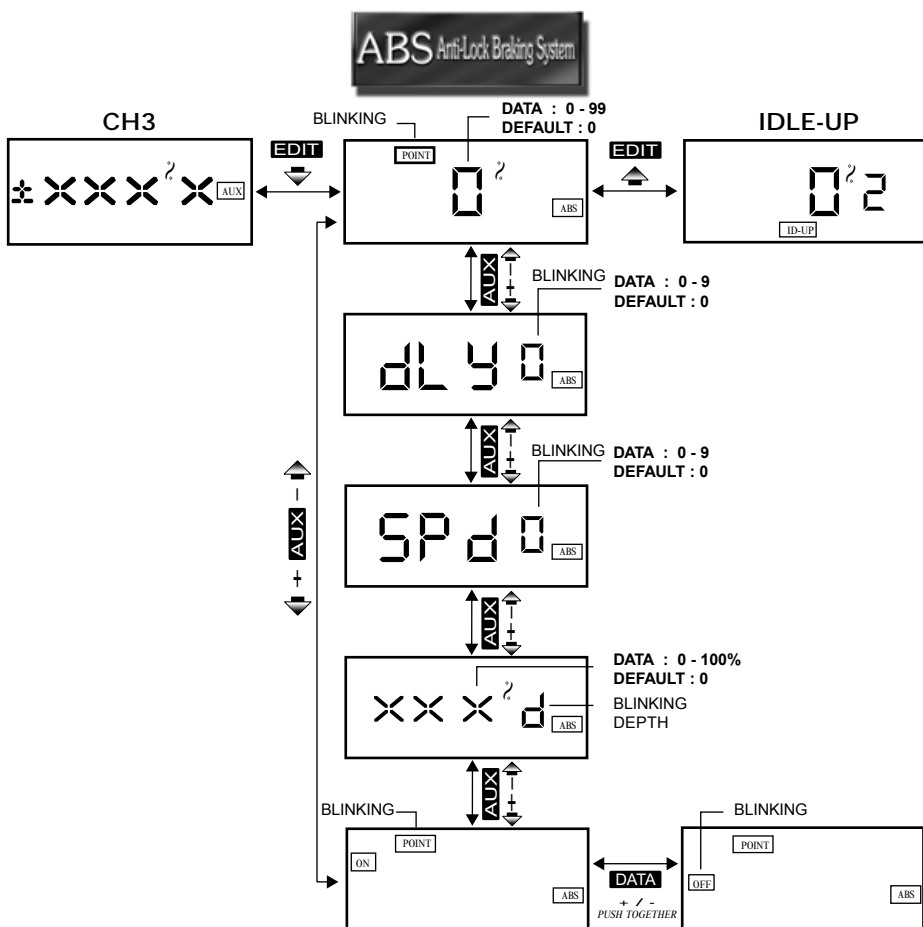 ABS Anti-Lock Braking System
CH3
BLINKING
DATA : 0 - 99
DEFAULT : 0
IDLE-UP
± X X X % X AUX
EDIT
POINT
0 %
ABS
EDIT
0 % 2
ID-UP
AUX
- +
BLINKING
DATA : 0 - 9
DEFAULT : 0
dLY 0 ABS
AUX
- +
BLINKING
DATA : 0 - 9
DEFAULT : 0
SPd 0 ABS
- AUX +
AUX
- +
DATA : 0 - 100%
DEFAULT : 0
BLINKING
DEPTH
X X X % d ABS
AUX
- +
BLINKING
POINT
ON
ABS
DATA
+ / -
PUSH TOGETHER
BLINKING
POINT
OFF
ABS